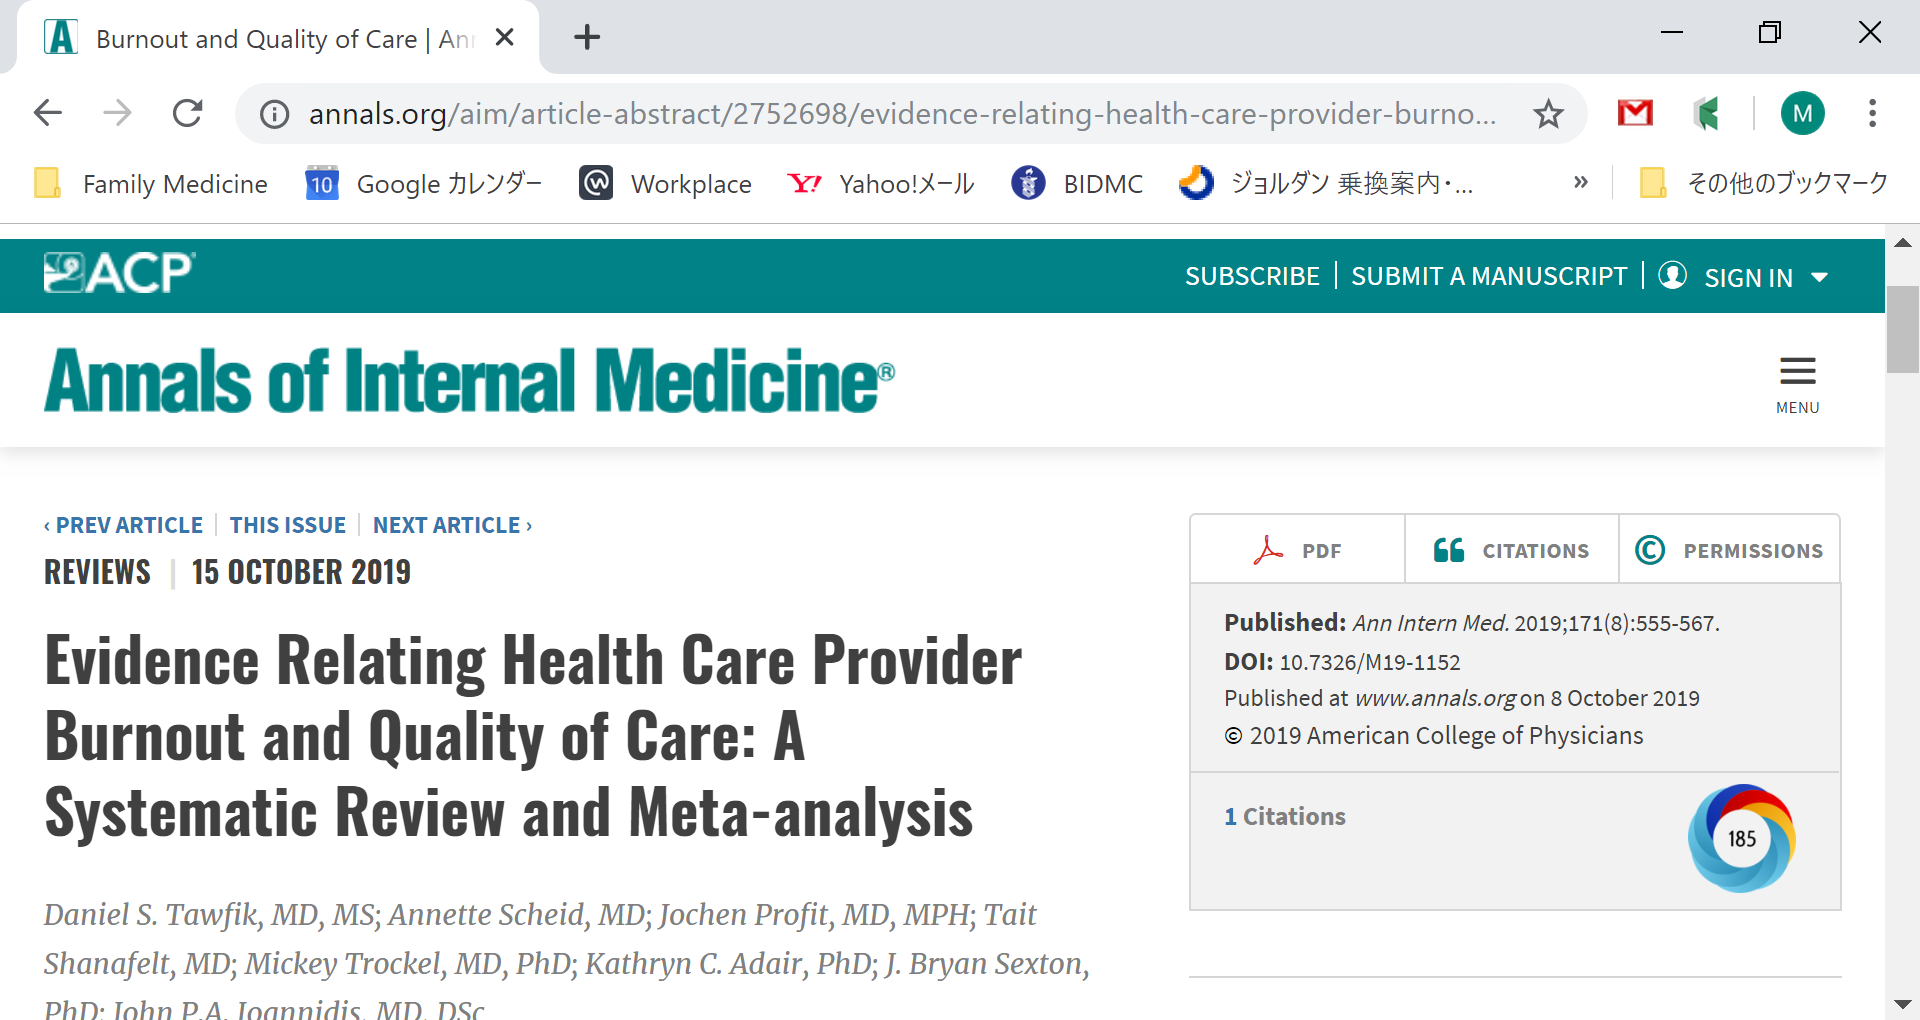 Burnout and Quality of Care | Ann
annals.org/aim/article-abstract/2752698/evidence-relating-health-care-provider-burno...
M
Family Medicine
10
Google カレンダー
Workplace
Y!
Yahoo!メール
BIDMC
ジョルダン 乗換案内・...
»
その他のブックマーク
ACP
SUBSCRIBE | SUBMIT A MANUSCRIPT | SIGN IN
Annals of Internal Medicine®
MENU
‹ PREV ARTICLE | THIS ISSUE | NEXT ARTICLE ›
REVIEWS | 15 OCTOBER 2019
Evidence Relating Health Care Provider
Burnout and Quality of Care: A
Systematic Review and Meta-analysis
Daniel S. Tawfik, MD, MS; Annette Scheid, MD; Jochen Profit, MD, MPH; Tait
Shanafelt, MD; Mickey Trockel, MD, PhD; Kathryn C. Adair, PhD; J. Bryan Sexton,
PhD; John P.A. Ioannidis, MD, DSc
PDF
CITATIONS
© PERMISSIONS
Published: Ann Intern Med. 2019;171(8):555-567.
DOI: 10.7326/M19-1152
Published at www.annals.org on 8 October 2019
© 2019 American College of Physicians
1 Citations
185